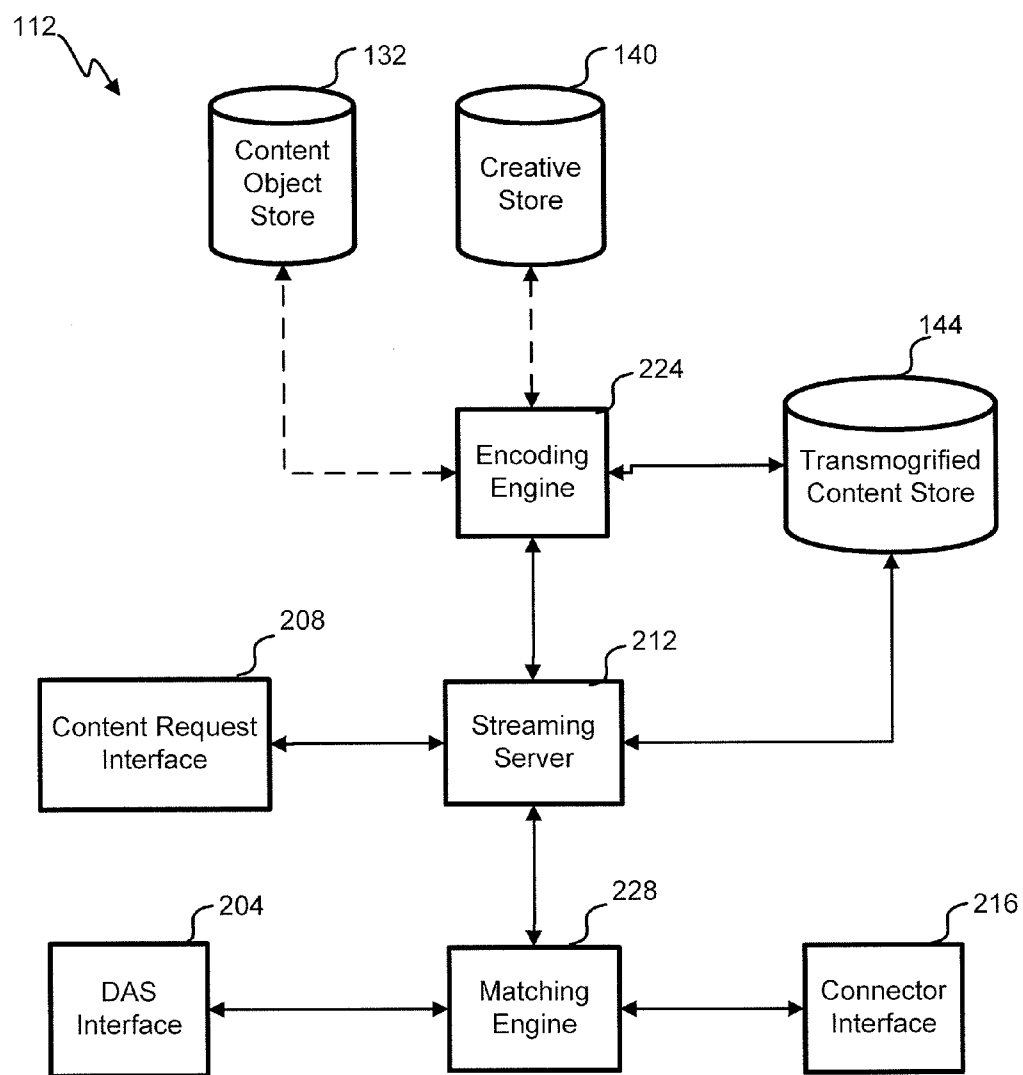 112
132
140
Content
Object
Store
Creative
Store
144
224
Encoding
Engine
Transmogrified
Content Store
208
212
Content Request
Interface
Streaming
Server
204
228
216
DAS
Interface
Matching
Engine
Connector
Interface